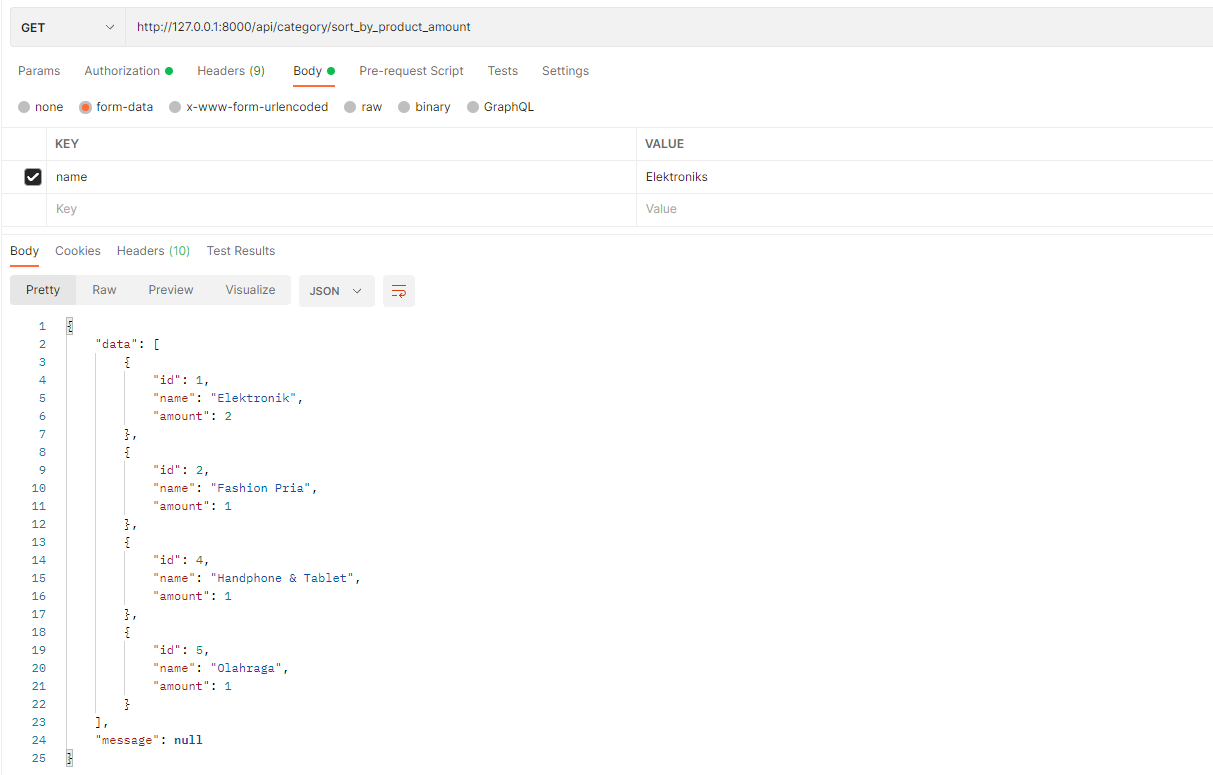 GET http://127.0.0.1:8000/api/category/sort_by_product_amount
Params Authorization Headers (9) Body Pre-request Script Tests Settings
none form-data x-www-form-urlencoded raw binary GraphQL
KEY VALUE
name Elektroniks
Key Value
Body Cookies Headers (10) Test Results
Pretty Raw Preview Visualize JSON
1 {
2 "data": [
3 {
4 "id": 1,
5 "name": "Elektronik",
6 "amount": 2
7 },
8 {
9 "id": 2,
10 "name": "Fashion Pria",
11 "amount": 1
12 },
13 {
14 "id": 4,
15 "name": "Handphone & Tablet",
16 "amount": 1
17 },
18 {
19 "id": 5,
20 "name": "Olahraga",
21 "amount": 1
22 }
23 ],
24 "message": null
25 }